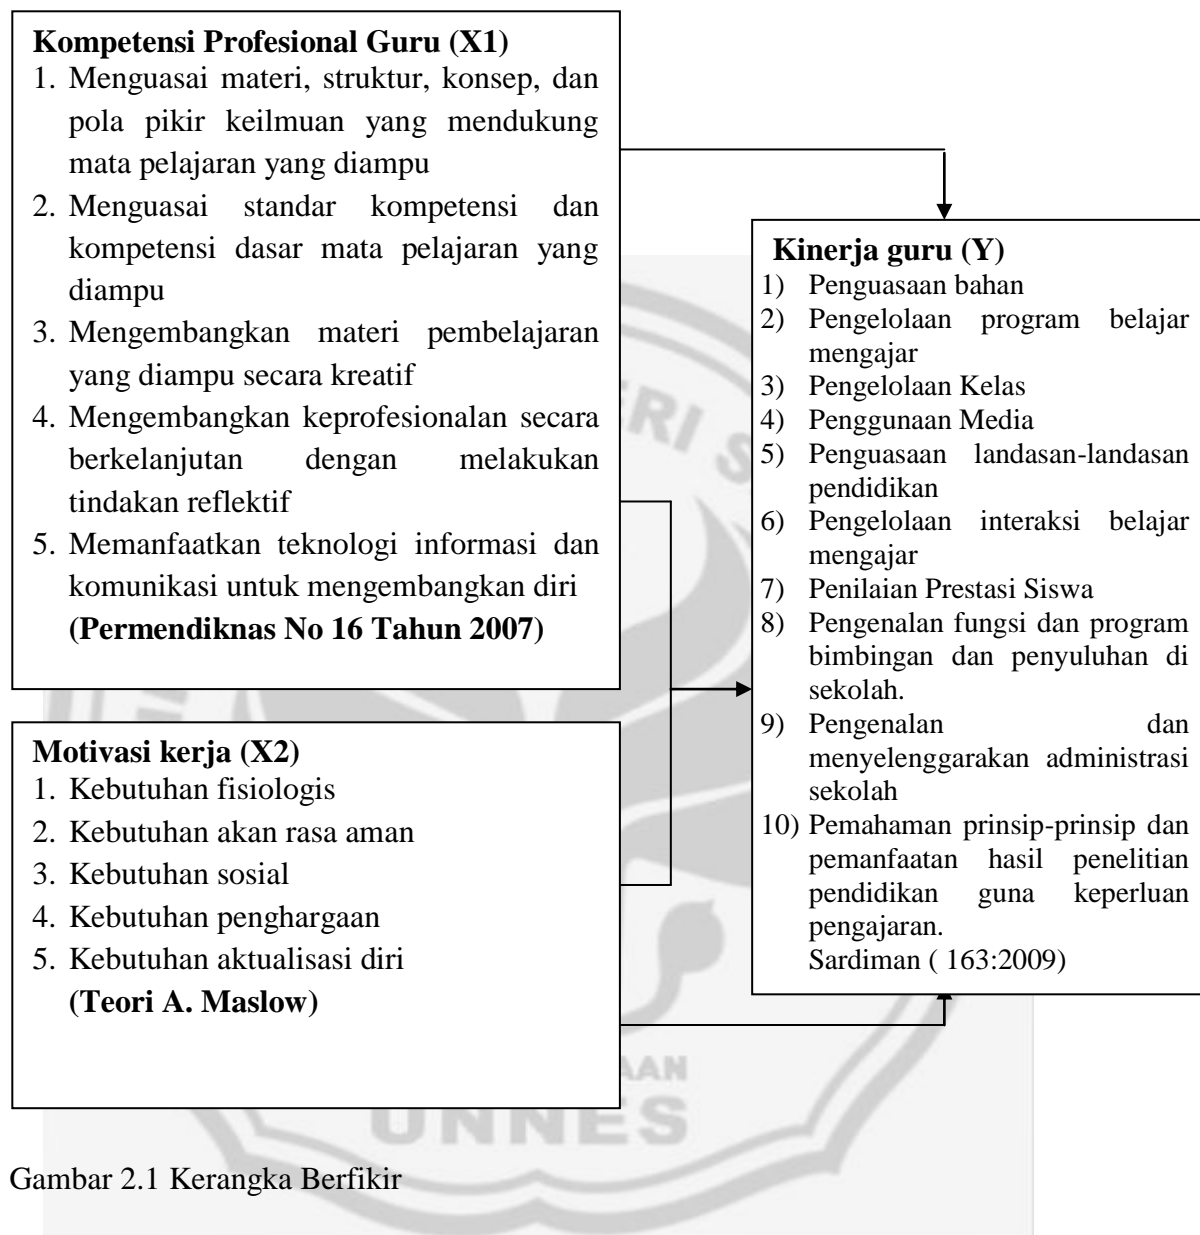 Kompetensi Profesional Guru (X1)
1. Menguasai materi, struktur, konsep, dan
pola pikir keilmuan yang mendukung
mata pelajaran yang diampu
2. Menguasai standar kompetensi dan
kompetensi dasar mata pelajaran yang
diampu
3. Mengembangkan materi pembelajaran
yang diampu secara kreatif
4. Mengembangkan keprofesionalan secara
berkelanjutan dengan melakukan
tindakan reflektif
5. Memanfaatkan teknologi informasi dan
komunikasi untuk mengembangkan diri
(Permendiknas No 16 Tahun 2007)
Motivasi kerja (X2)
1. Kebutuhan fisiologis
2. Kebutuhan akan rasa aman
3. Kebutuhan sosial
4. Kebutuhan penghargaan
5. Kebutuhan aktualisasi diri
(Teori A. Maslow)
Kinerja guru (Y)
1) Penguasaan bahan
2) Pengelolaan program belajar
mengajar
3) Pengelolaan Kelas
4) Penggunaan Media
5) Penguasaan landasan-landasan
pendidikan
6) Pengelolaan interaksi belajar
mengajar
7) Penilaian Prestasi Siswa
8) Pengenalan fungsi dan program
bimbingan dan penyuluhan di
sekolah.
9) Pengenalan dan
menyelenggarakan administrasi
sekolah
10) Pemahaman prinsip-prinsip dan
pemanfaatan hasil penelitian
pendidikan guna keperluan
pengajaran.
Sardiman ( 163:2009)
UNNES
Gambar 2.1 Kerangka Berfikir